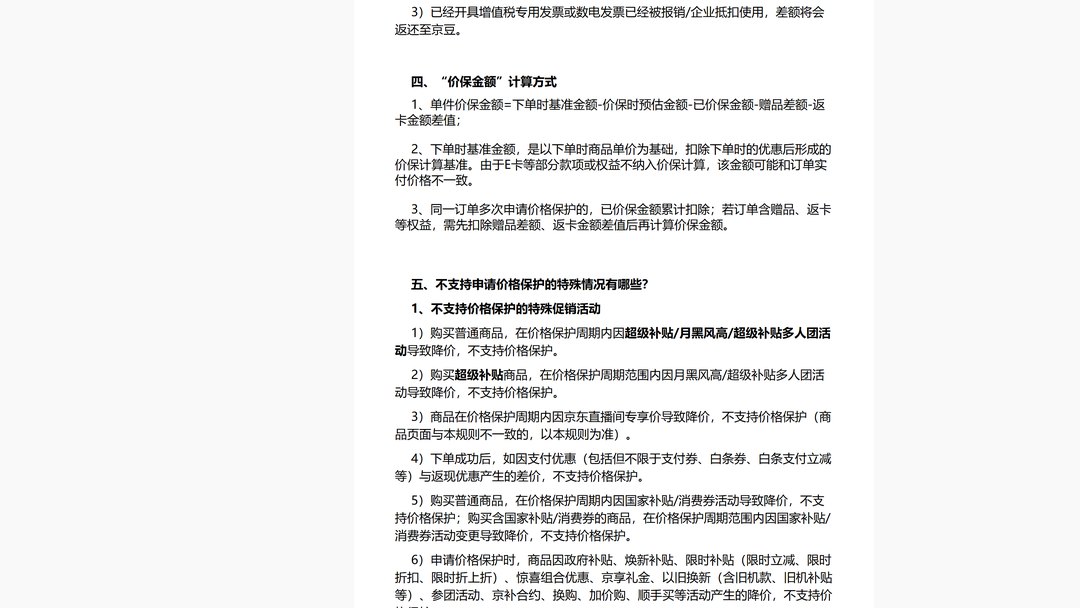 3）已经开具增值税专用发票或数电发票已经被报销/企业抵扣使用，差额将会
返还至京豆。
四、“价保金额”计算方式
1、单件价保金额=下单时基准金额-价保时预估金额-已价保金额-赠品差额-返
卡金额差值；
2、下单时基准金额，是以下单时商品单价为基础，扣除下单时的优惠后形成的
价保计算基准。由于E卡等部分款项或权益不纳入价保计算，该金额可能和订单实
付价格不一致。
3、同一订单多次申请价格保护的，已价保金额累计扣除；若订单含赠品、返卡
等权益，需先扣除赠品差额、返卡金额差值后再计算价保金额。
五、不支持申请价格保护的特殊情况有哪些？
1、不支持价格保护的特殊促销活动
1）购买普通商品，在价格保护周期内因超级补贴/月黑风高/超级补贴多人团活
动导致降价，不支持价格保护。
2）购买超级补贴商品，在价格保护周期范围内因月黑风高/超级补贴多人团活
动导致降价，不支持价格保护。
3）商品在价格保护周期内因京东直播间专享价导致降价，不支持价格保护（商
品页面与本规则不一致的，以本规则为准）。
4）下单成功后，如因支付优惠（包括但不限于支付券、白条券、白条支付立减
等）与返现优惠产生的差价，不支持价格保护。
5）购买普通商品，在价格保护周期内因国家补贴/消费券活动导致降价，不支
持价格保护；购买含国家补贴/消费券的商品，在价格保护周期范围内因国家补贴/
消费券活动变更导致降价，不支持价格保护。
6）申请价格保护时，商品因政府补贴、焕新补贴、限时补贴（限时立减、限时
折扣、限时折上折）、惊喜组合优惠、京享礼金、以旧换新（含旧机款、旧机补贴
等）、参团活动、京补合约、换购、加价购、顺手买等活动产生的降价，不支持价